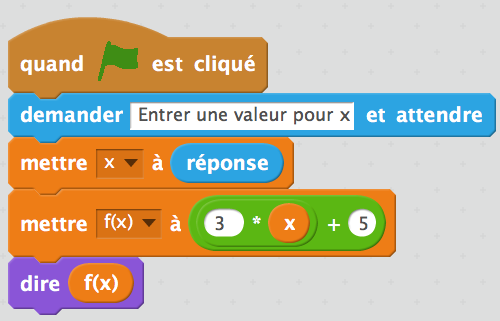 quand est cliqué
demander Entrer une valeur pour x et attendre
mettre x à réponse
mettre f(x) à 3 * x + 5
dire f(x)